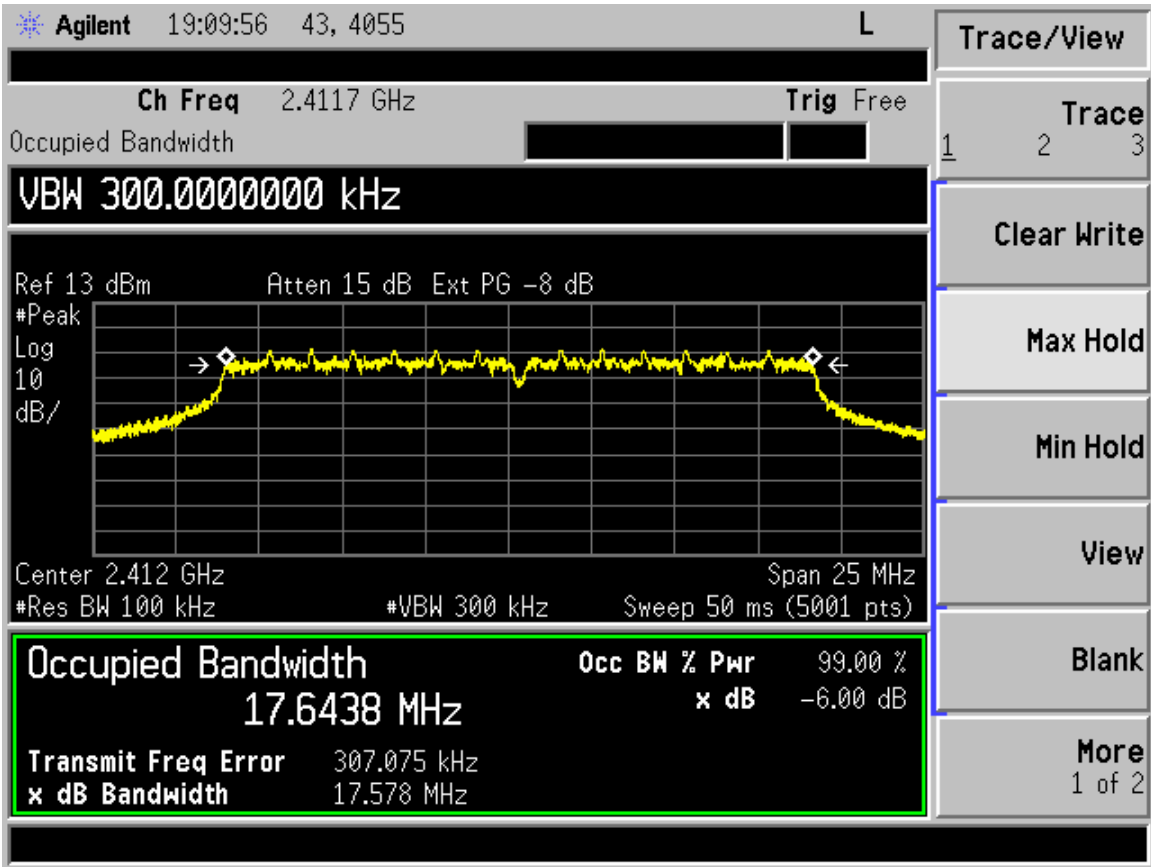 Agilent 19:09:56 43, 4055 L
Ch Freq 2.4117 GHz Trig Free
Occupied Bandwidth
VBW 300.0000000 kHz
Ref 13 dBm Atten 15 dB Ext PG -8 dB
#Peak
Log
10
dB/
Center 2.412 GHz Span 25 MHz
#Res BW 100 kHz #VBW 300 kHz Sweep 50 ms (5001 pts)
Occupied Bandwidth Occ BW % Pwr 99.00 %
17.6438 MHz x dB -6.00 dB
Transmit Freq Error 307.075 kHz
x dB Bandwidth 17.578 MHz
Trace/View
Trace
1 2 3
Clear Write
Max Hold
Min Hold
View
Blank
More
1 of 2